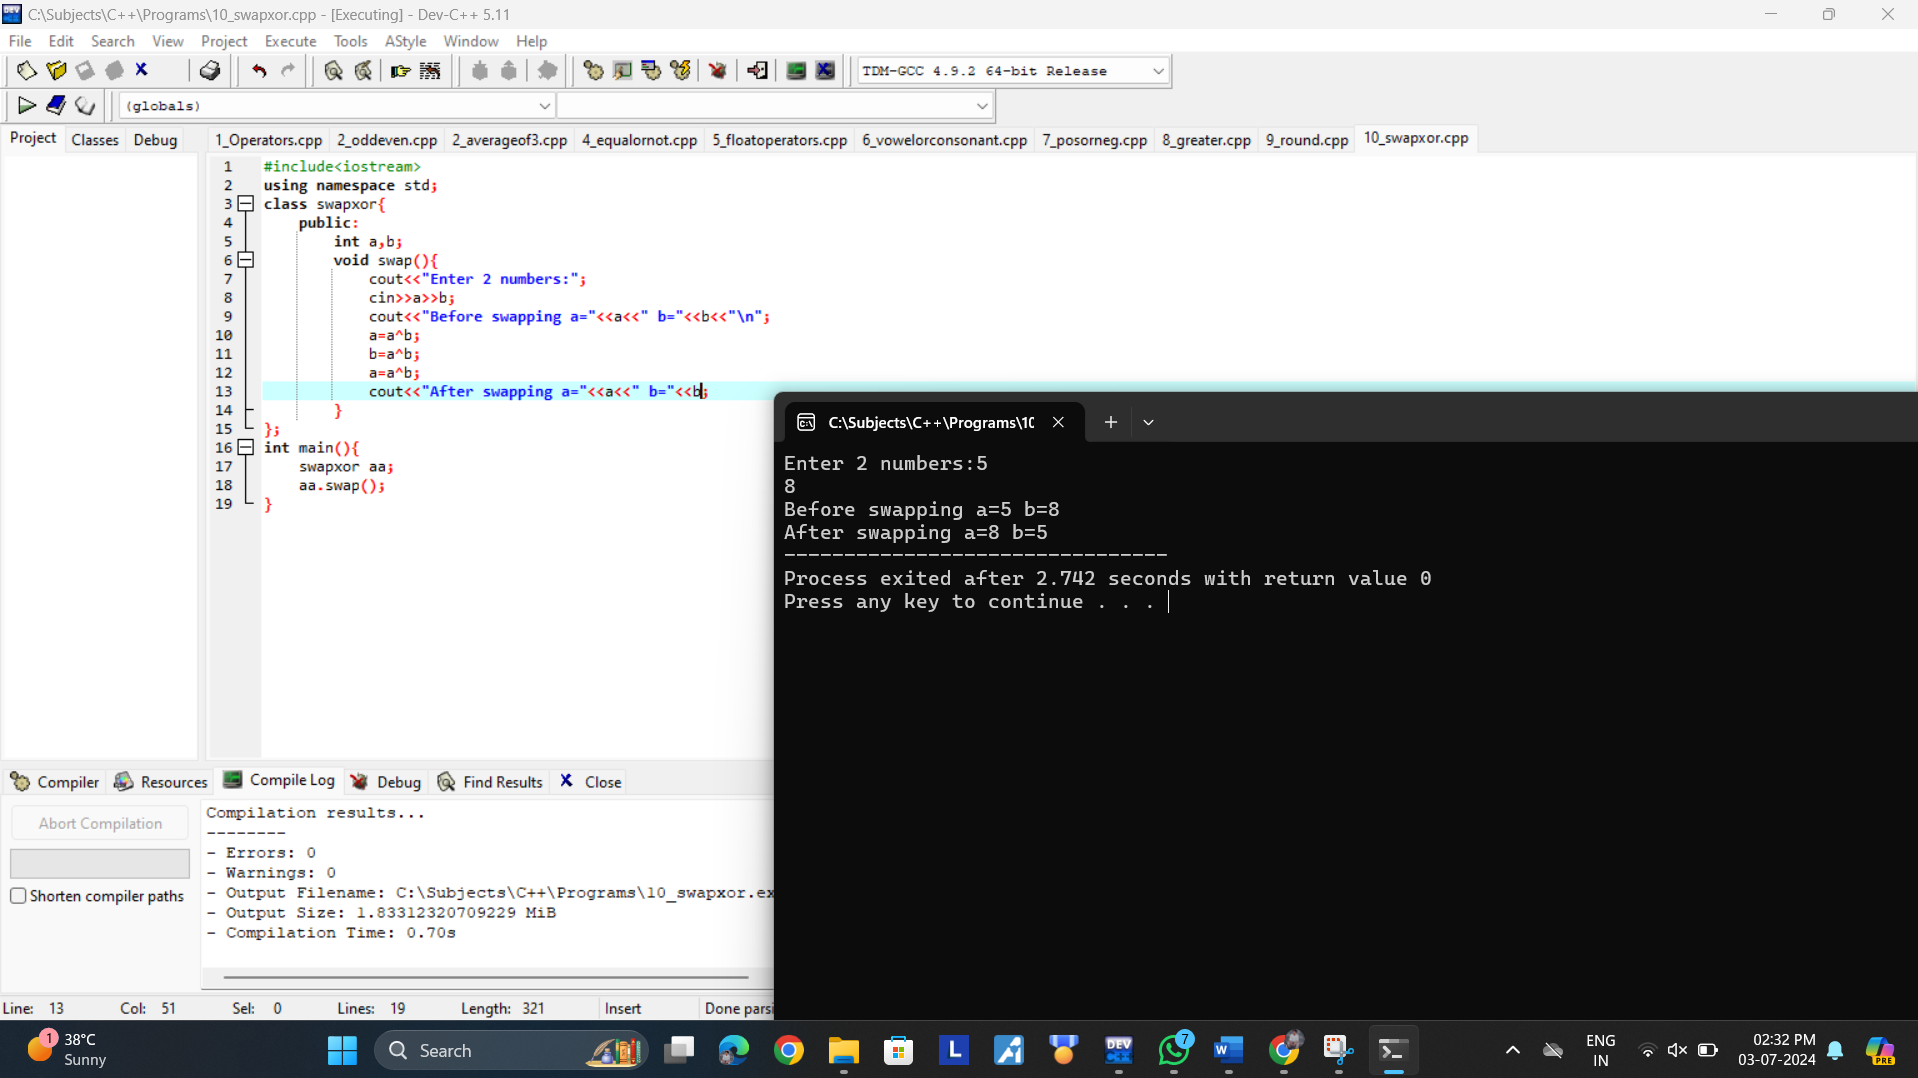 C:\Subjects\C++\Programs\10_swapxor.cpp - [Executing] - Dev-C++ 5.11
File Edit Search View Project Execute Tools AStyle Window Help
TDM-GCC 4.9.2 64-bit Release
(globals)
Project Classes Debug
1_Operators.cpp 2_oddeven.cpp 2_averageof3.cpp 4_equalornot.cpp 5_floatoperators.cpp 6_vowelorconsonant.cpp 7_posorneg.cpp 8_greater.cpp 9_round.cpp 10_swapxor.cpp
1 #include<iostream>
2 using namespace std;
3 class swapxor{
4 public:
5 int a,b;
6 void swap(){
7 cout<<"Enter 2 numbers:";
8 cin>>a>>b;
9 cout<<"Before swapping a="<<a<<" b="<<b<<"\n";
10 a=a^b;
11 b=a^b;
12 a=a^b;
13 cout<<"After swapping a="<<a<<" b="<<b;
14 }
15 };
16 int main(){
17 swapxor aa;
18 aa.swap();
19 }
C:\Subjects\C++\Programs\10
Enter 2 numbers:5
8
Before swapping a=5 b=8
After swapping a=8 b=5
--------------------------------
Process exited after 2.742 seconds with return value 0
Press any key to continue . . .
Compiler Resources Compile Log Debug Find Results Close
Abort Compilation
Shorten compiler paths
Compilation results...
--------
- Errors: 0
- Warnings: 0
- Output Filename: C:\Subjects\C++\Programs\10_swapxor.ex
- Output Size: 1.83312320709229 MiB
- Compilation Time: 0.70s
Line: 13 Col: 51 Sel: 0 Lines: 19 Length: 321 Insert Done parsi
1
38°C
Sunny
Search
L
DEV
C++
7
W
ENG
IN
02:32 PM
03-07-2024
PRE